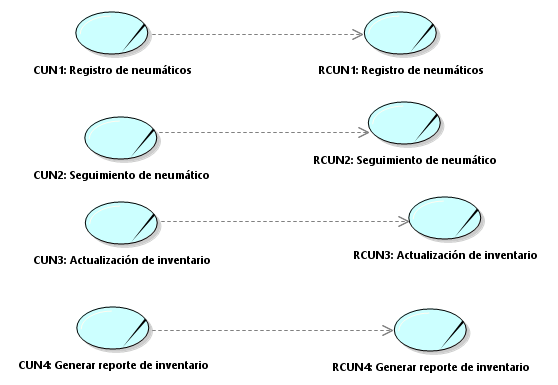 CUN1: Registro de neumáticos
RCUN1: Registro de neumáticos
CUN2: Seguimiento de neumático
RCUN2: Seguimiento de neumático
CUN3: Actualización de inventario
RCUN3: Actualización de inventario
CUN4: Generar reporte de inventario
RCUN4: Generar reporte de inventario